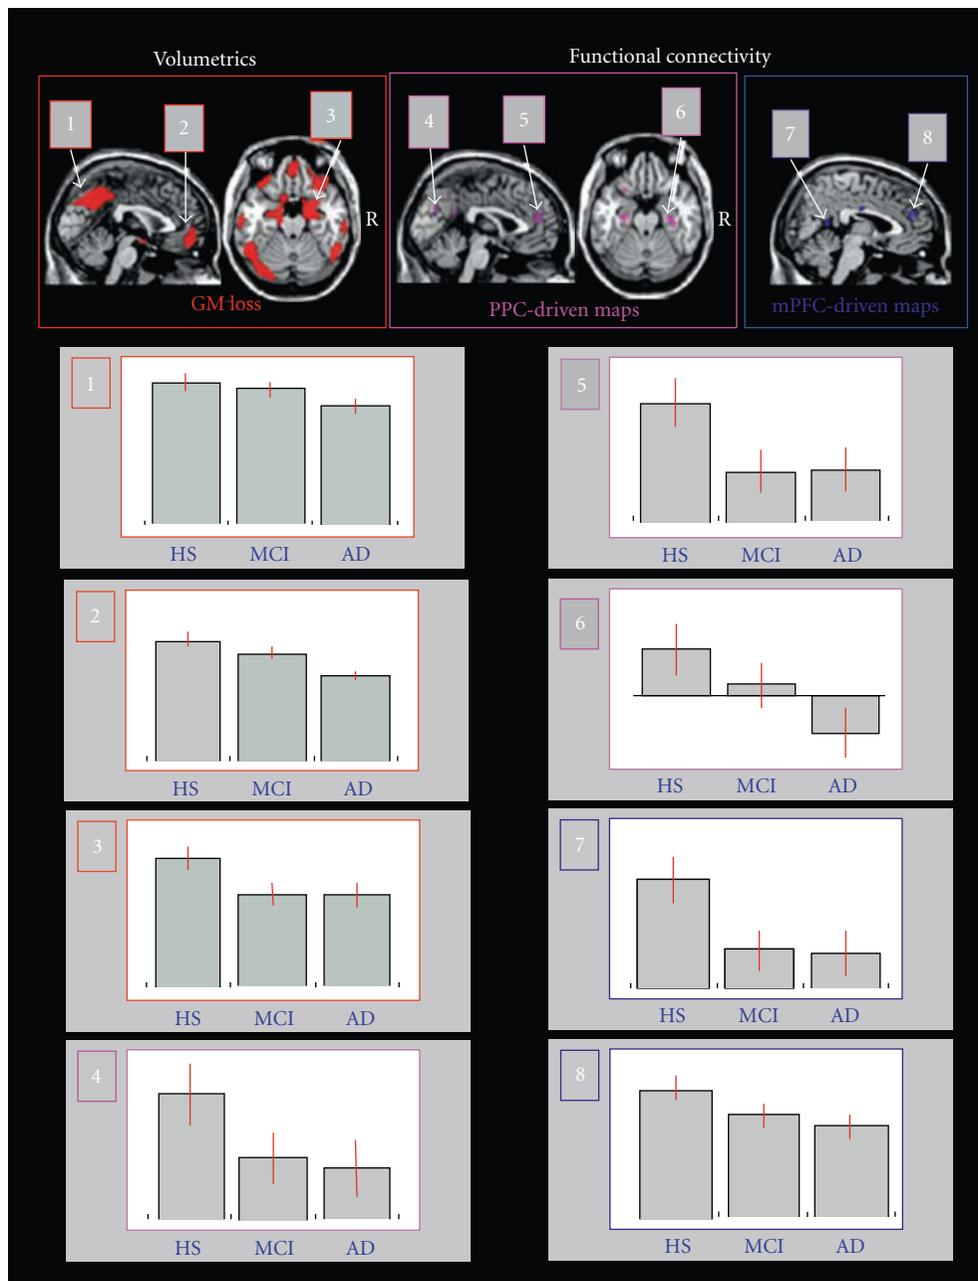 Volumetrics
Functional connectivity
1 2 3 4 5 6 7 8
R R
GM loss
PPC-driven maps
mPFC-driven maps
1
HS MCI AD
2
HS MCI AD
3
HS MCI AD
4
HS MCI AD
5
HS MCI AD
6
HS MCI AD
7
HS MCI AD
8
HS MCI AD